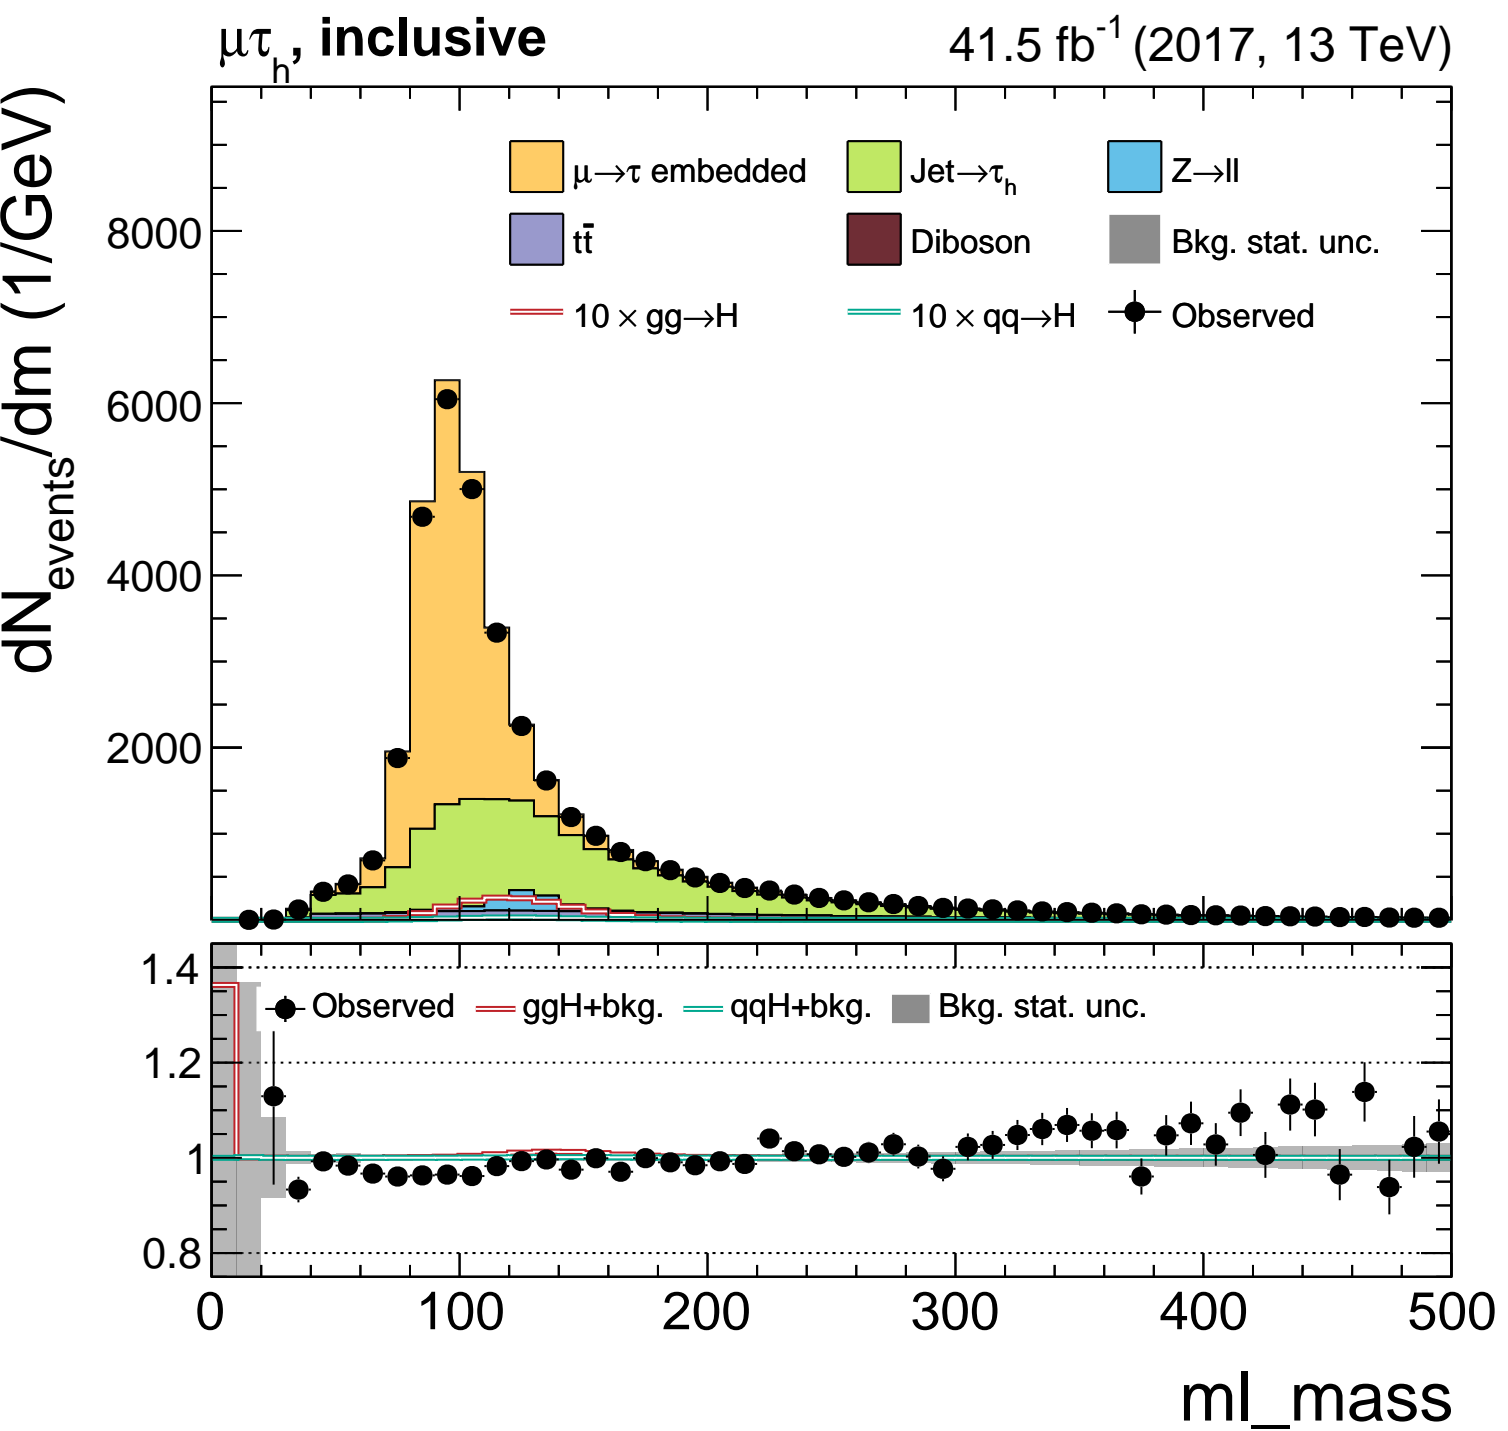 μτh, inclusive
41.5 fb-1 (2017, 13 TeV)
dNevents/dm (1/GeV)
μ→τ embedded
Jet→τh
Z→ll
tt̄
Diboson
Bkg. stat. unc.
10 × gg→H
10 × qq→H
Observed
8000
6000
4000
2000
Observed
ggH+bkg.
qqH+bkg.
Bkg. stat. unc.
1.4
1.2
1
0.8
0
100
200
300
400
500
ml_mass